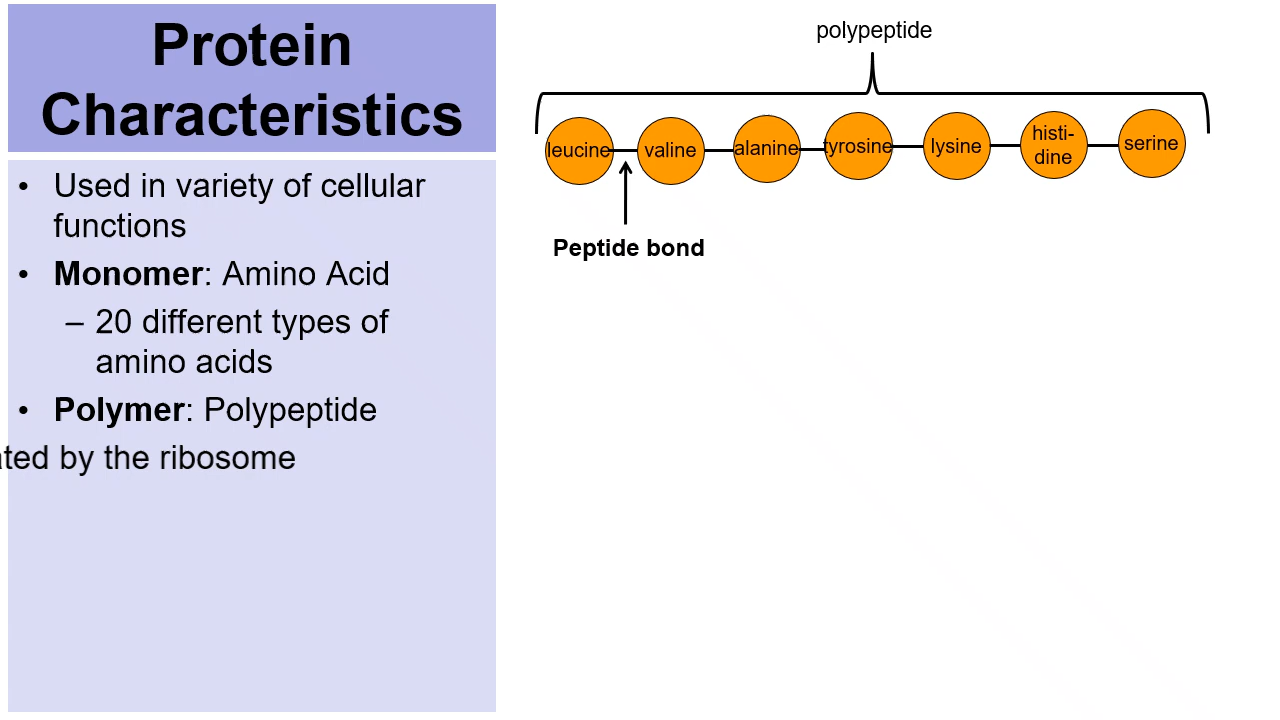 Protein
Characteristics
• Used in variety of cellular
functions
• Monomer: Amino Acid
– 20 different types of
amino acids
• Polymer: Polypeptide
by the ribosome
polypeptide
leucine valine alanine tyrosine lysine histi-
dine serine
Peptide bond